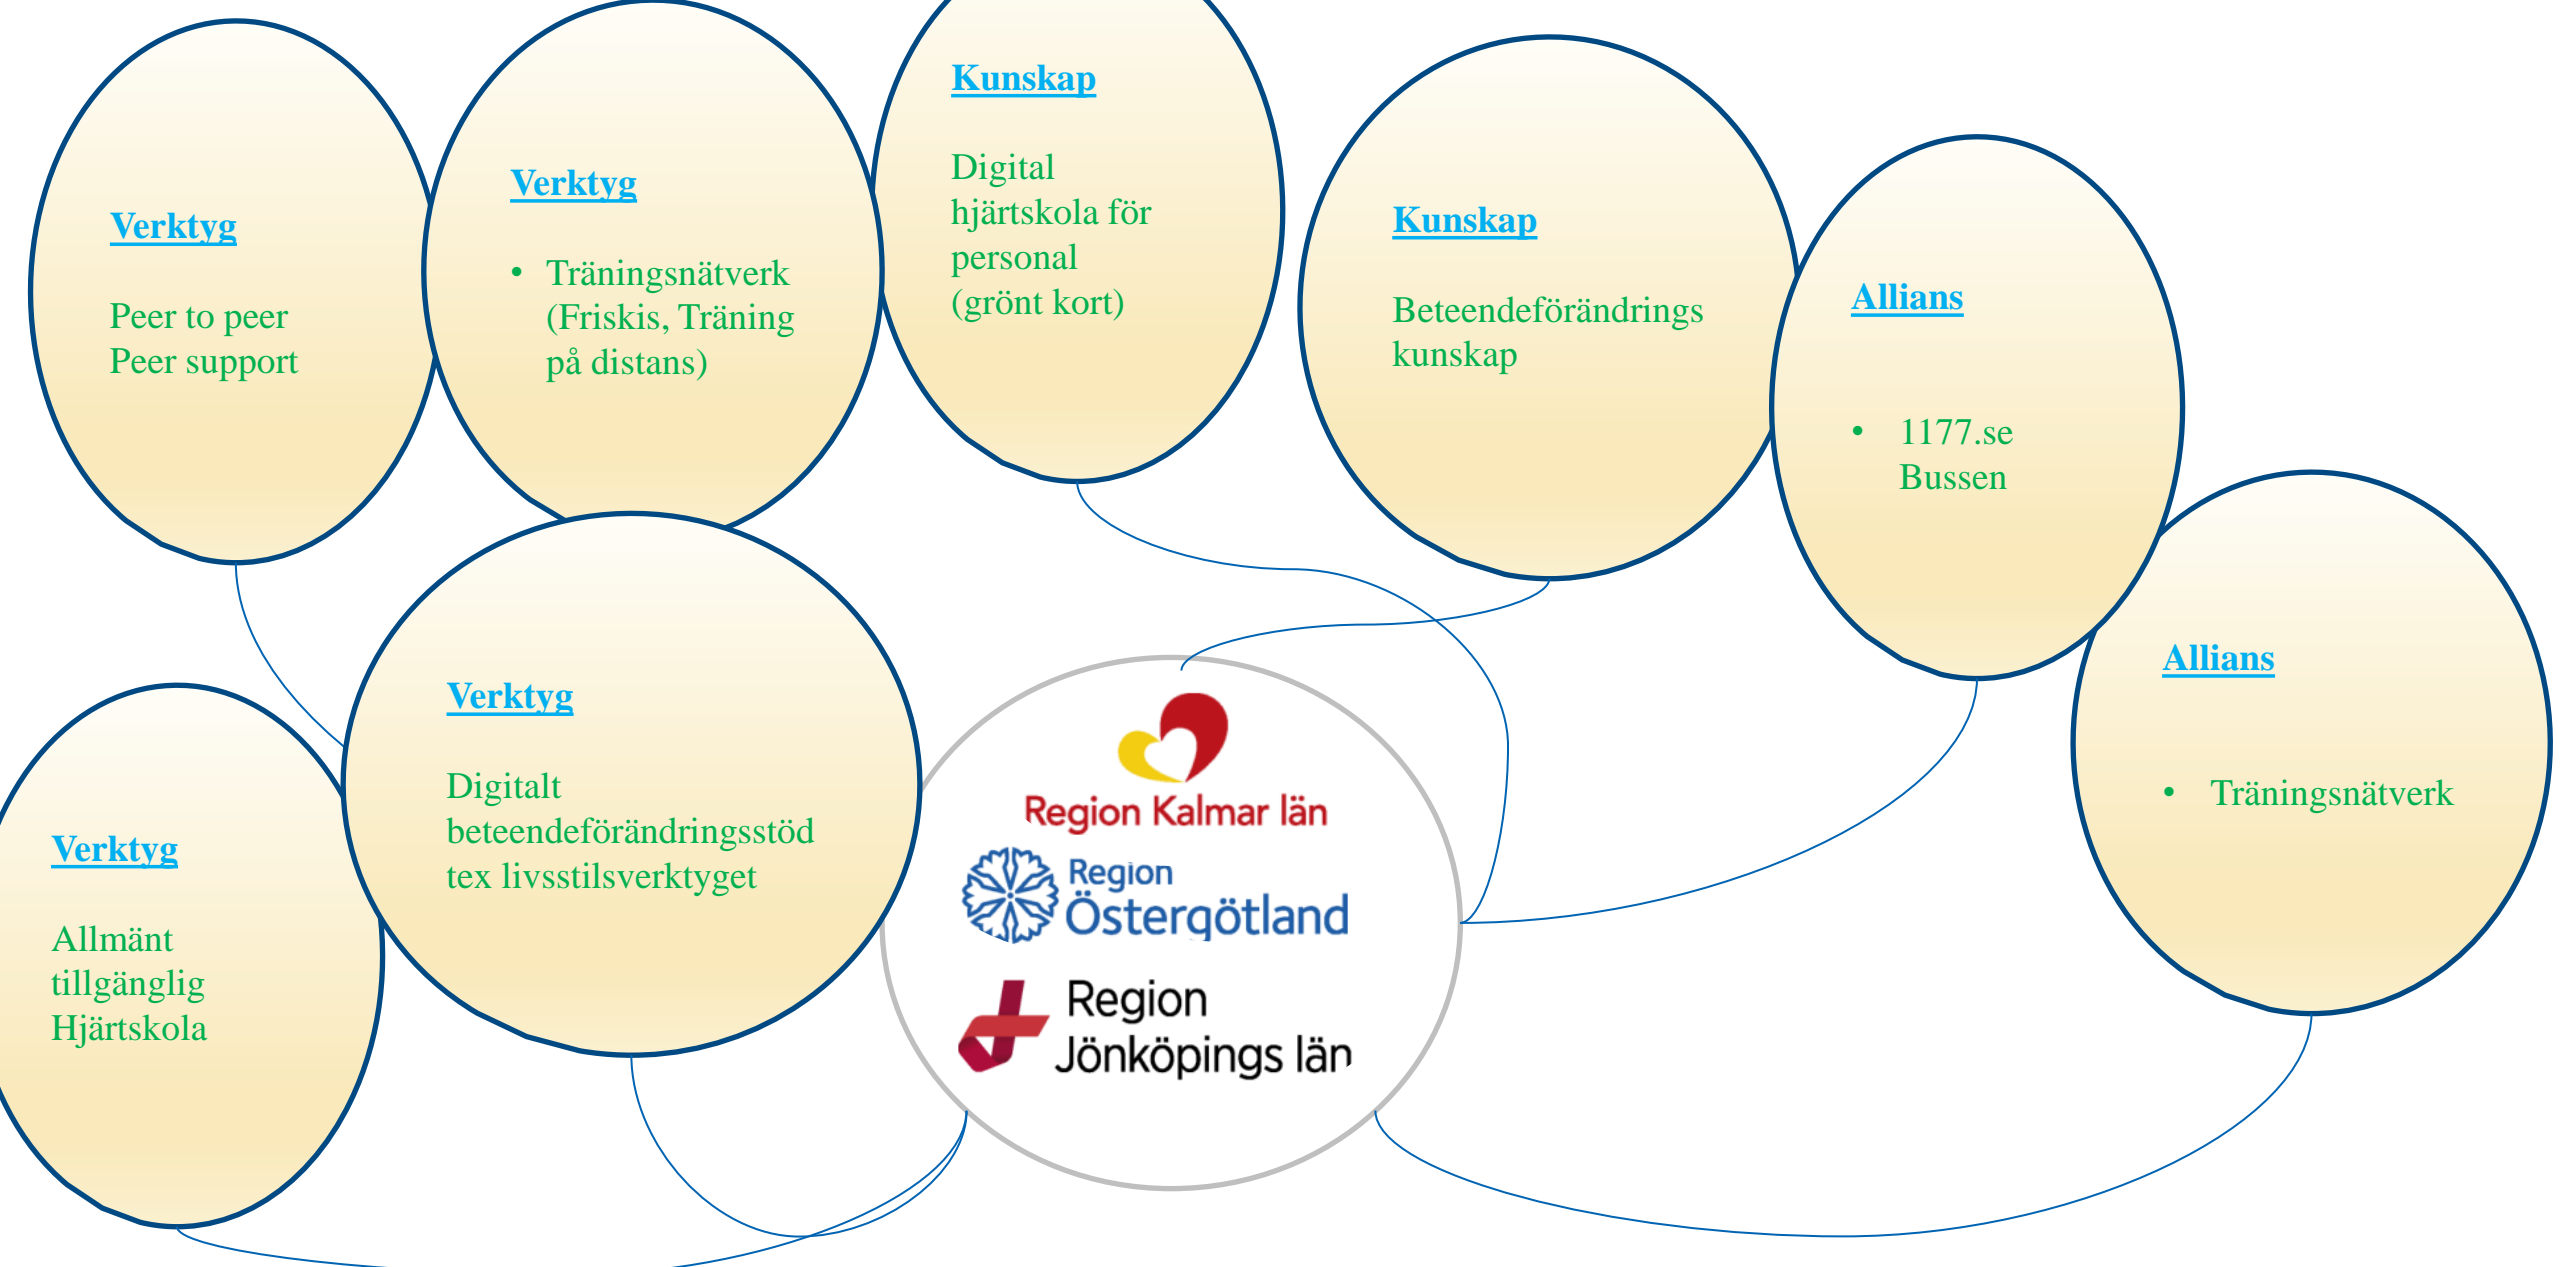 Verktyg
Peer to peer
Peer support
Verktyg
• Träningsnätverk
(Friskis, Träning
på distans)
Kunskap
Digital
hjärtskola för
personal
(grönt kort)
Kunskap
Beteendeförändrings
kunskap
Allians
• 1177.se
Bussen
Allians
• Träningsnätverk
Verktyg
Digitalt
beteendeförändringsstöd
tex livsstilsverktyget
Verktyg
Allmänt
tillgänglig
Hjärtskola
Region Kalmar län
Region
Östergötland
Region
Jönköpings län